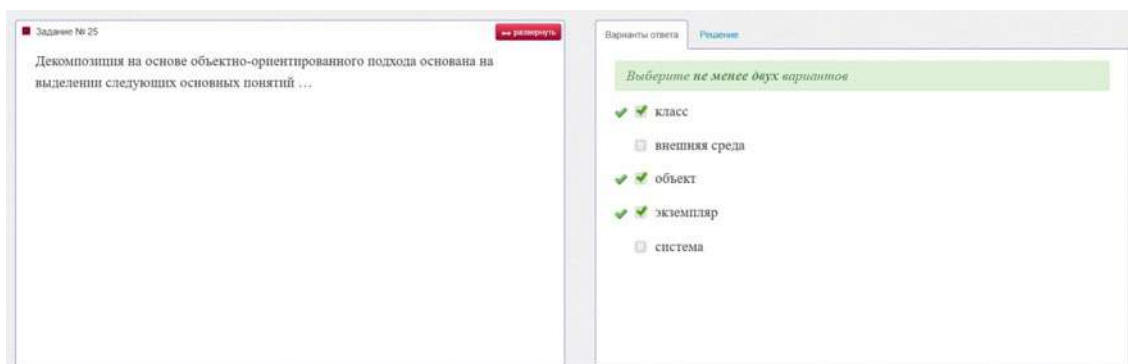 Задание № 25
развернуть
Декомпозиция на основе объектно-ориентированного подхода основана на
выделении следующих основных понятий …
Варианты ответа
Решение
Выберите не менее двух вариантов
класс
внешняя среда
объект
экземпляр
система